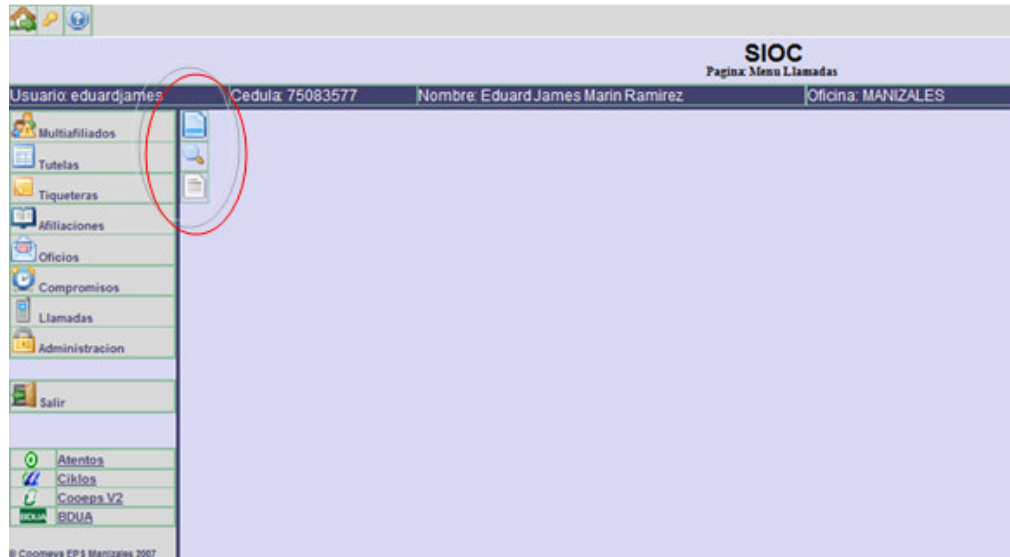 SIOC
Pagina: Menu Llamadas
Usuario: eduardjames Cedula: 75083577 Nombre: Eduard James Marin Ramirez Oficina: MANIZALES
Multiafiliados
Tutelas
Tiqueteras
Afiliaciones
Oficios
Compromisos
Llamadas
Administracion
Salir
Atentos
Ciklos
Cooeps V2
BDUA BDUA
© Coomeva EPS Manizales 2007